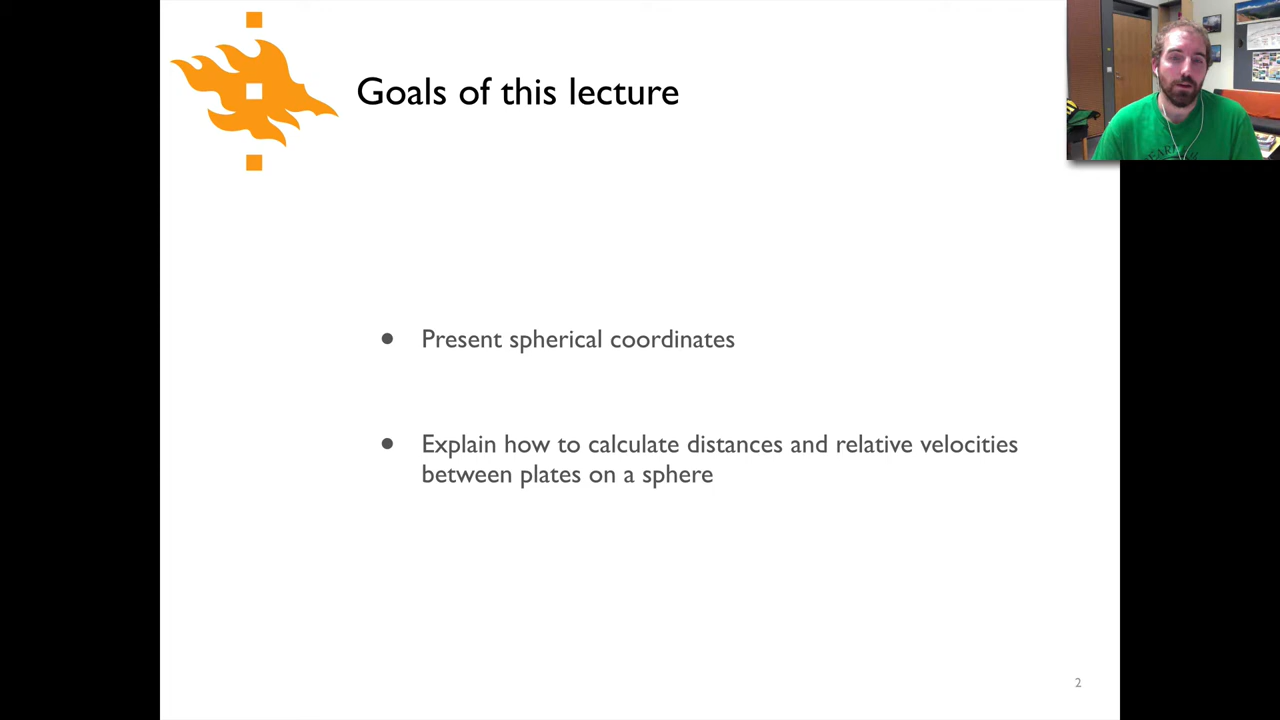 Goals of this lecture
● Present spherical coordinates
● Explain how to calculate distances and relative velocities
between plates on a sphere
2